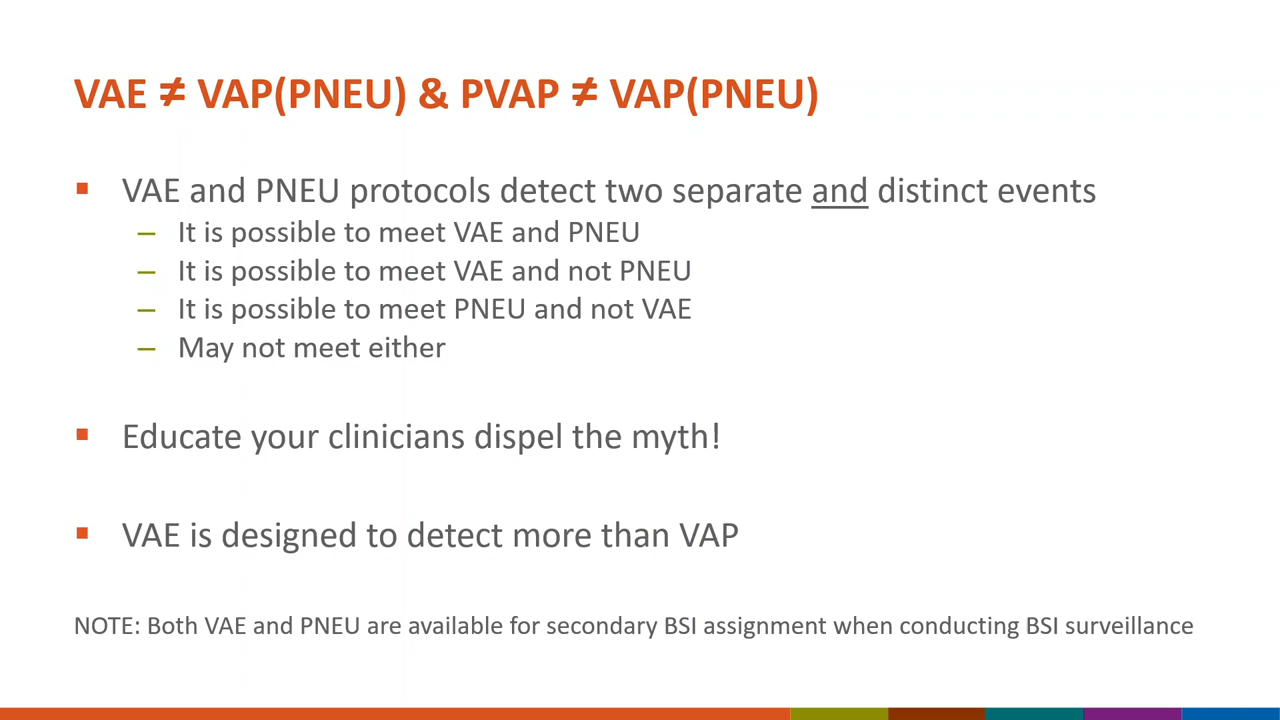 VAE ≠ VAP(PNEU) & PVAP ≠ VAP(PNEU)
▪ VAE and PNEU protocols detect two separate and distinct events
– It is possible to meet VAE and PNEU
– It is possible to meet VAE and not PNEU
– It is possible to meet PNEU and not VAE
– May not meet either
▪ Educate your clinicians dispel the myth!
▪ VAE is designed to detect more than VAP
NOTE: Both VAE and PNEU are available for secondary BSI assignment when conducting BSI surveillance